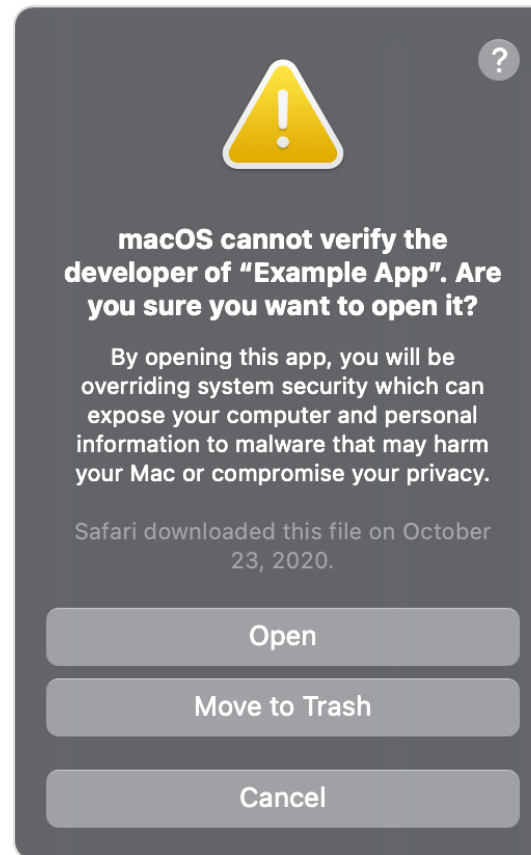 ?
macOS cannot verify the
developer of “Example App”. Are
you sure you want to open it?
By opening this app, you will be
overriding system security which can
expose your computer and personal
information to malware that may harm
your Mac or compromise your privacy.
Safari downloaded this file on October
23, 2020.
Open
Move to Trash
Cancel